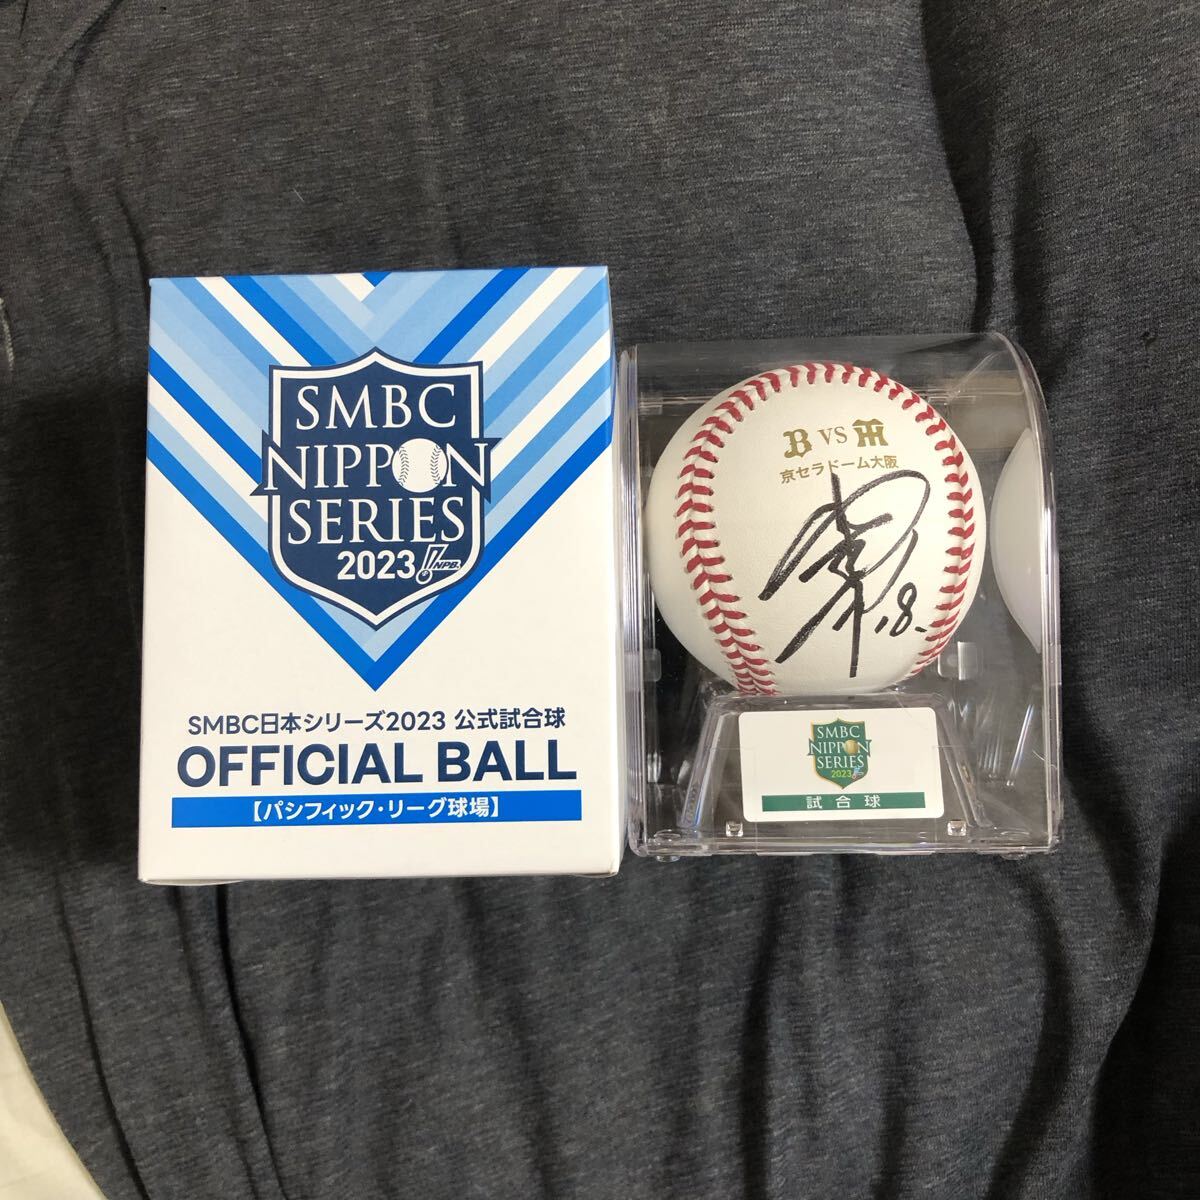 SMBC
NIPPON
SERIES
2023 NPB
SMBC日本シリーズ2023 公式試合球
OFFICIAL BALL
【パシフィック・リーグ球場】
B VS HT
京セラドーム大阪
18.
SMBC
NIPPON
SERIES
2023
試合球